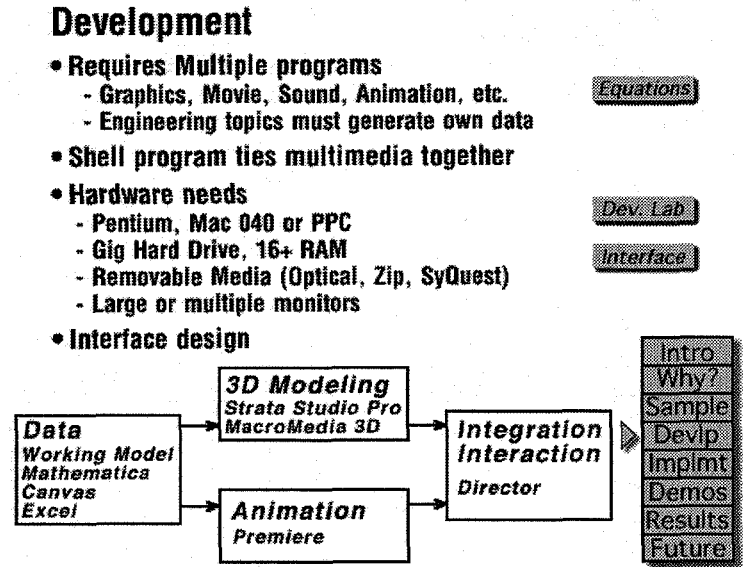 Development
• Requires Multiple programs
- Graphics, Movie, Sound, Animation, etc.
Equations
- Engineering topics must generate own data
• Shell program ties multimedia together
• Hardware needs
- Pentium, Mac 040 or PPC
Dev. Lab
- Gig Hard Drive, 16+ RAM
Interface
- Removable Media (Optical, Zip, SyQuest)
- Large or multiple monitors
• Interface design
3D Modeling
Strata Studio Pro
MacroMedia 3D
Data
Working Model
Mathematica
Canvas
Excel
Animation
Premiere
Integration
Interaction
Director
Intro
Why?
Sample
Devlp
Implmt
Demos
Results
Future